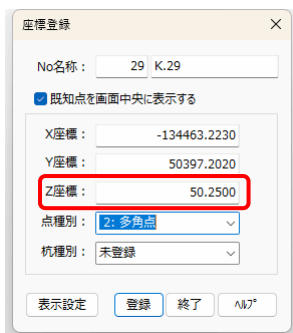 座標登録
No名称： 29 K.29
既知点を画面中央に表示する
X座標： -134463.2230
Y座標： 50397.2020
Z座標： 50.2500
点種別： 2: 多角点
杭種別： 未登録
表示設定 登録 終了 ﾍﾙﾌﾟ